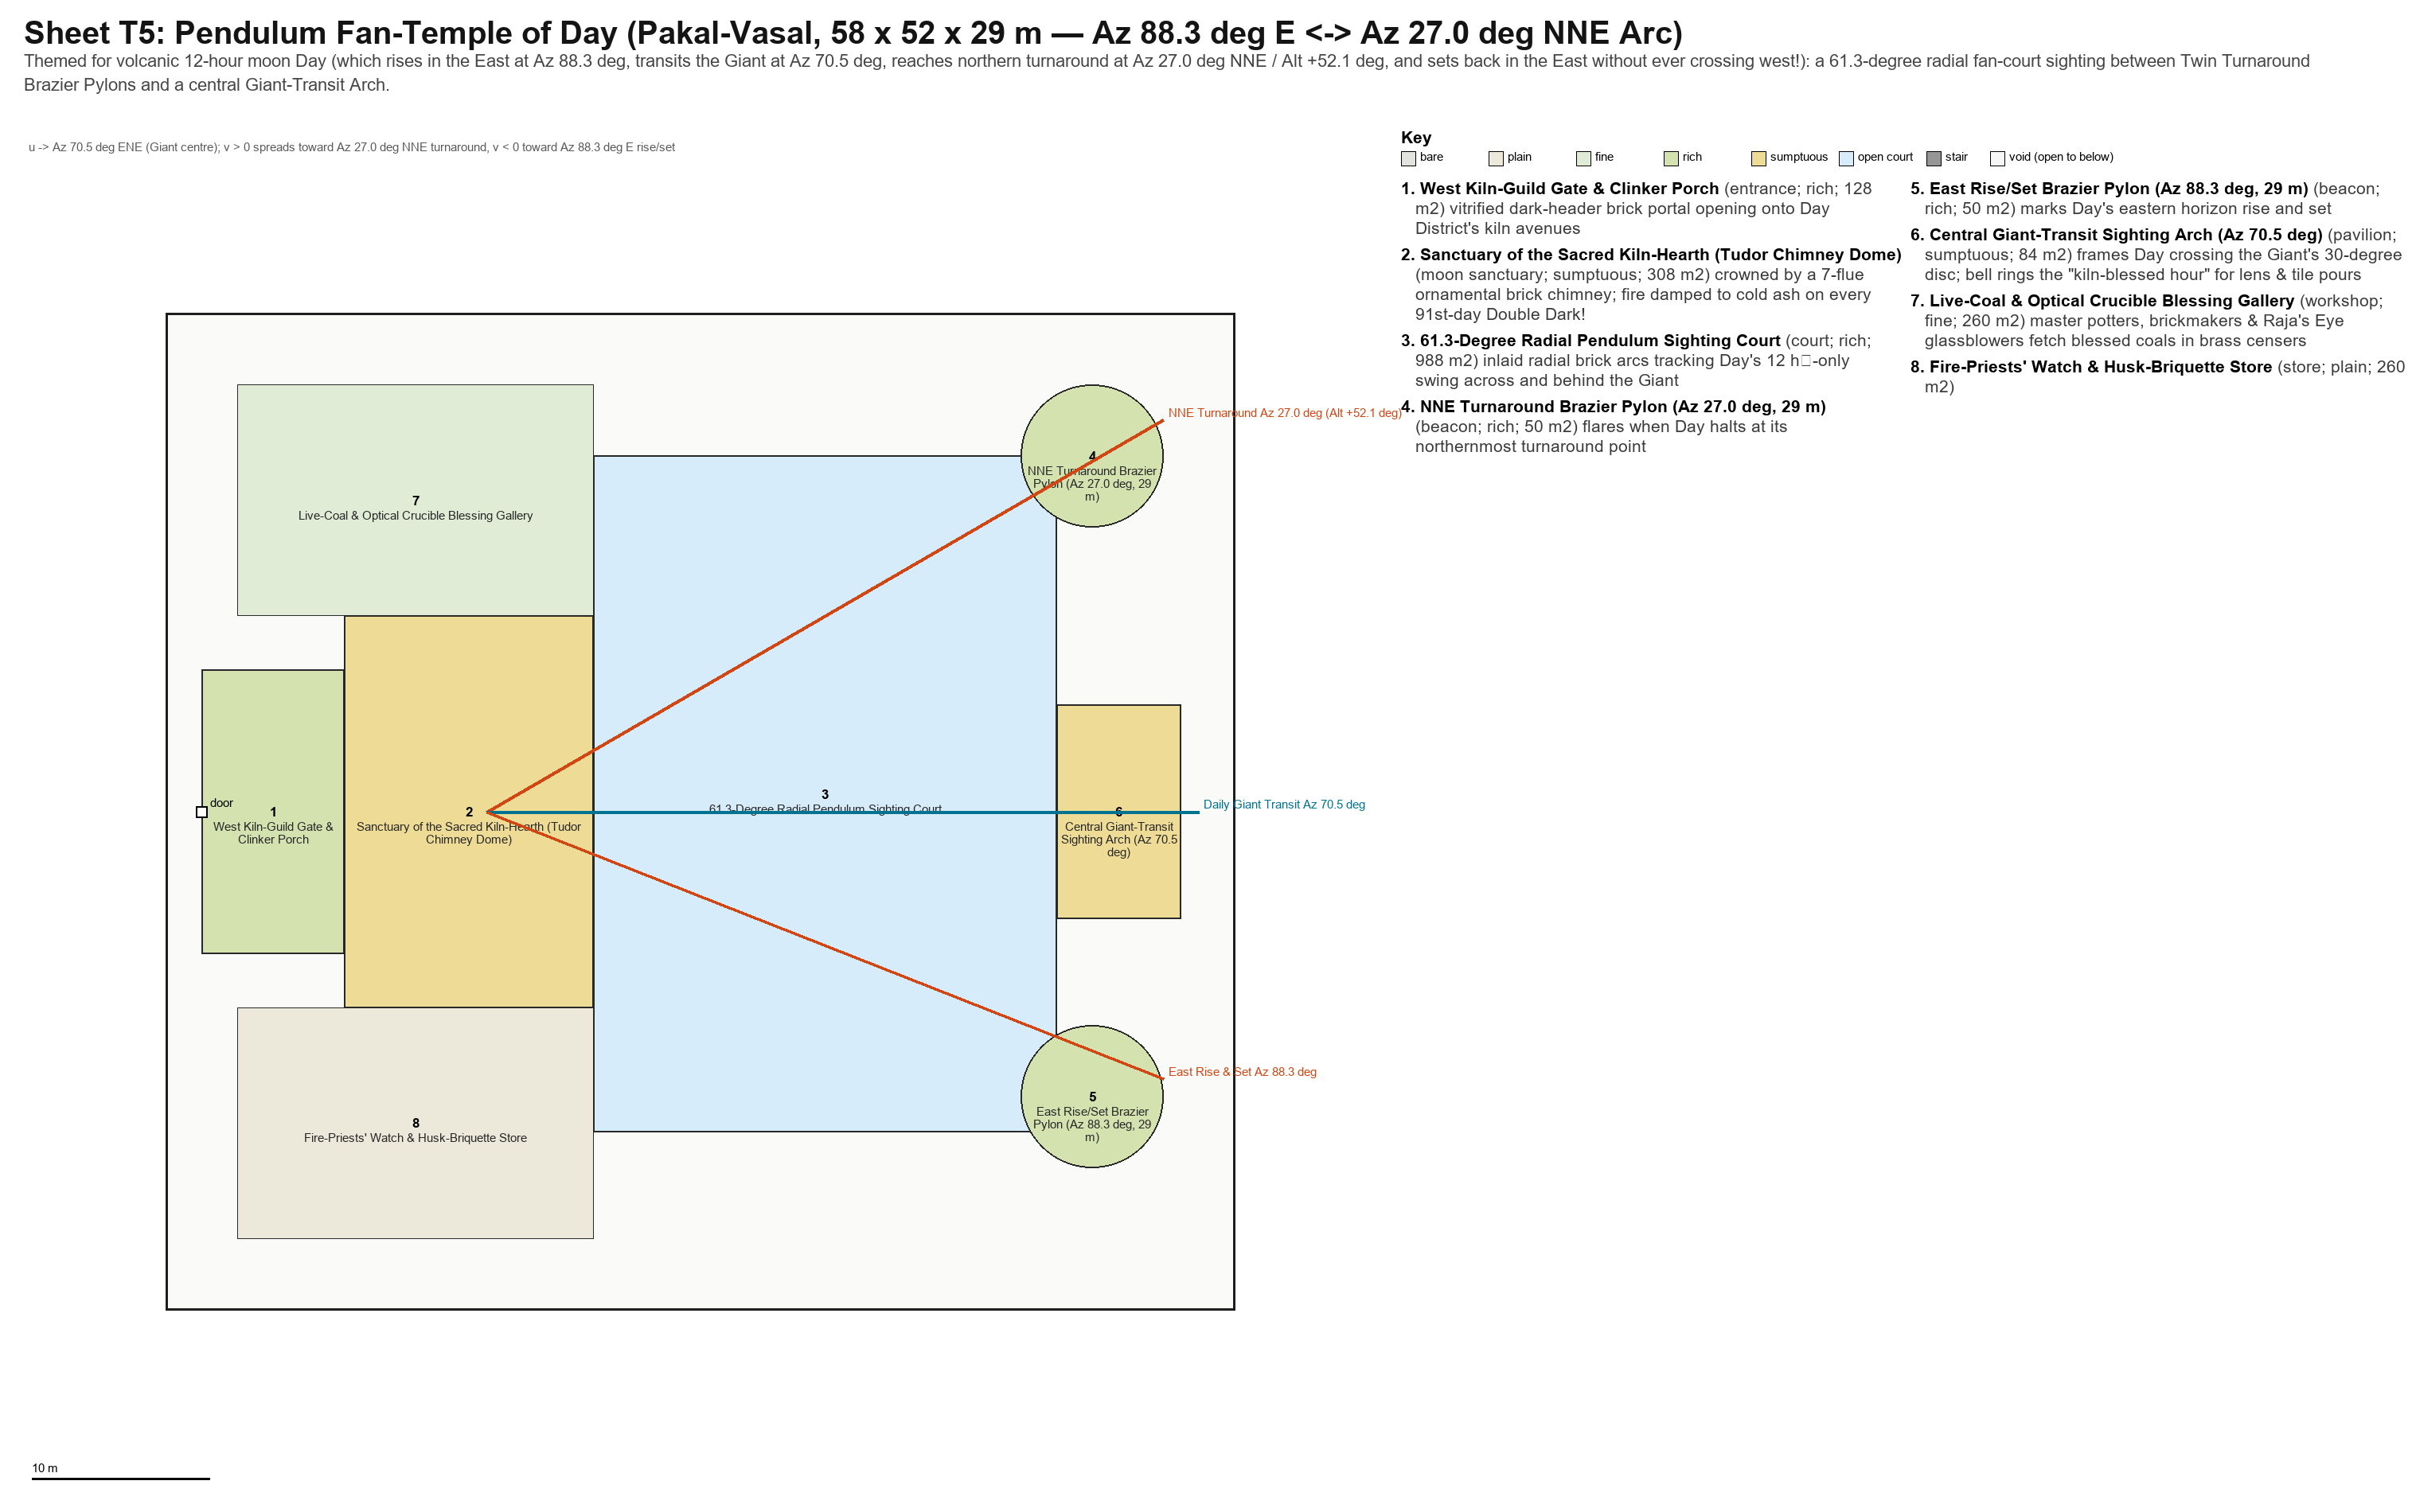 Sheet T5: Pendulum Fan-Temple of Day (Pakal-Vasal, 58 x 52 x 29 m — Az 88.3 deg E <-> Az 27.0 deg NNE Arc)
Themed for volcanic 12-hour moon Day (which rises in the East at Az 88.3 deg, transits the Giant at Az 70.5 deg, reaches northern turnaround at Az 27.0 deg NNE / Alt +52.1 deg, and sets back in the East without ever crossing west!): a 61.3-degree radial fan-court sighting between Twin Turnaround
Brazier Pylons and a central Giant-Transit Arch.
u -> Az 70.5 deg ENE (Giant centre); v > 0 spreads toward Az 27.0 deg NNE turnaround, v < 0 toward Az 88.3 deg E rise/set
Key
bare
plain
fine
rich
sumptuous
open court
stair
void (open to below)
1. West Kiln-Guild Gate & Clinker Porch (entrance; rich; 128
m2) vitrified dark-header brick portal opening onto Day
District's kiln avenues
2. Sanctuary of the Sacred Kiln-Hearth (Tudor Chimney Dome)
(moon sanctuary; sumptuous; 308 m2) crowned by a 7-flue
ornamental brick chimney; fire damped to cold ash on every
91st-day Double Dark!
3. 61.3-Degree Radial Pendulum Sighting Court (court; rich;
988 m2) inlaid radial brick arcs tracking Day's 12 h□-only
swing across and behind the Giant
4. NNE Turnaround Brazier Pylon (Az 27.0 deg, 29 m)
(beacon; rich; 50 m2) flares when Day halts at its
northernmost turnaround point
5. East Rise/Set Brazier Pylon (Az 88.3 deg, 29 m) (beacon;
rich; 50 m2) marks Day's eastern horizon rise and set
6. Central Giant-Transit Sighting Arch (Az 70.5 deg) (pavilion;
sumptuous; 84 m2) frames Day crossing the Giant's 30-degree
disc; bell rings the "kiln-blessed hour" for lens & tile pours
7. Live-Coal & Optical Crucible Blessing Gallery (workshop;
fine; 260 m2) master potters, brickmakers & Raja's Eye
glassblowers fetch blessed coals in brass censers
8. Fire-Priests' Watch & Husk-Briquette Store (store; plain; 260
m2)
NNE Turnaround Az 27.0 deg (Alt +52.1 deg)
4
NNE Turnaround Brazier
Pylon (Az 27.0 deg, 29
m)
7
Live-Coal & Optical Crucible Blessing Gallery
door
1
West Kiln-Guild Gate &
Clinker Porch
2
Sanctuary of the Sacred Kiln-Hearth (Tudor
Chimney Dome)
3
61.3-Degree Radial Pendulum Sighting Court
6
Central Giant-Transit
Sighting Arch (Az 70.5
deg)
Daily Giant Transit Az 70.5 deg
East Rise & Set Az 88.3 deg
5
East Rise/Set Brazier
Pylon (Az 88.3 deg, 29
m)
8
Fire-Priests' Watch & Husk-Briquette Store
10 m